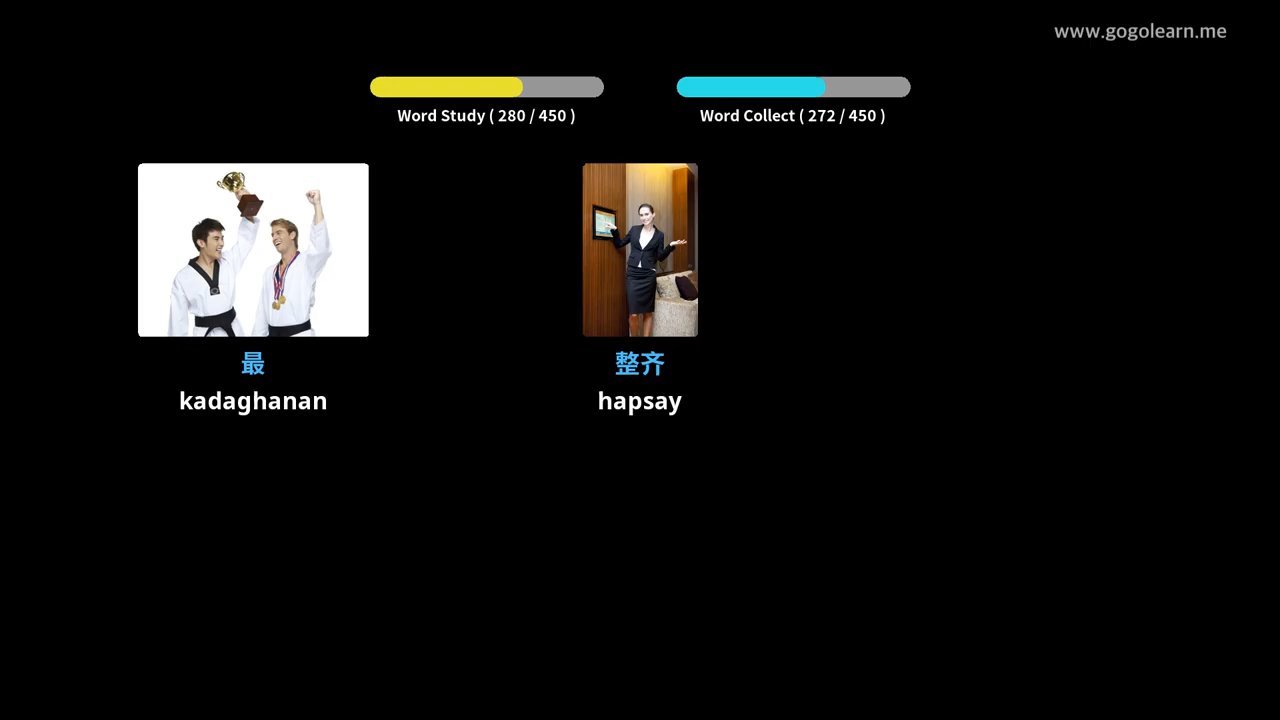 www.gogolearn.me
Word Study ( 280 / 450 )
Word Collect ( 272 / 450 )
最
整齐
kadaghanan
hapsay